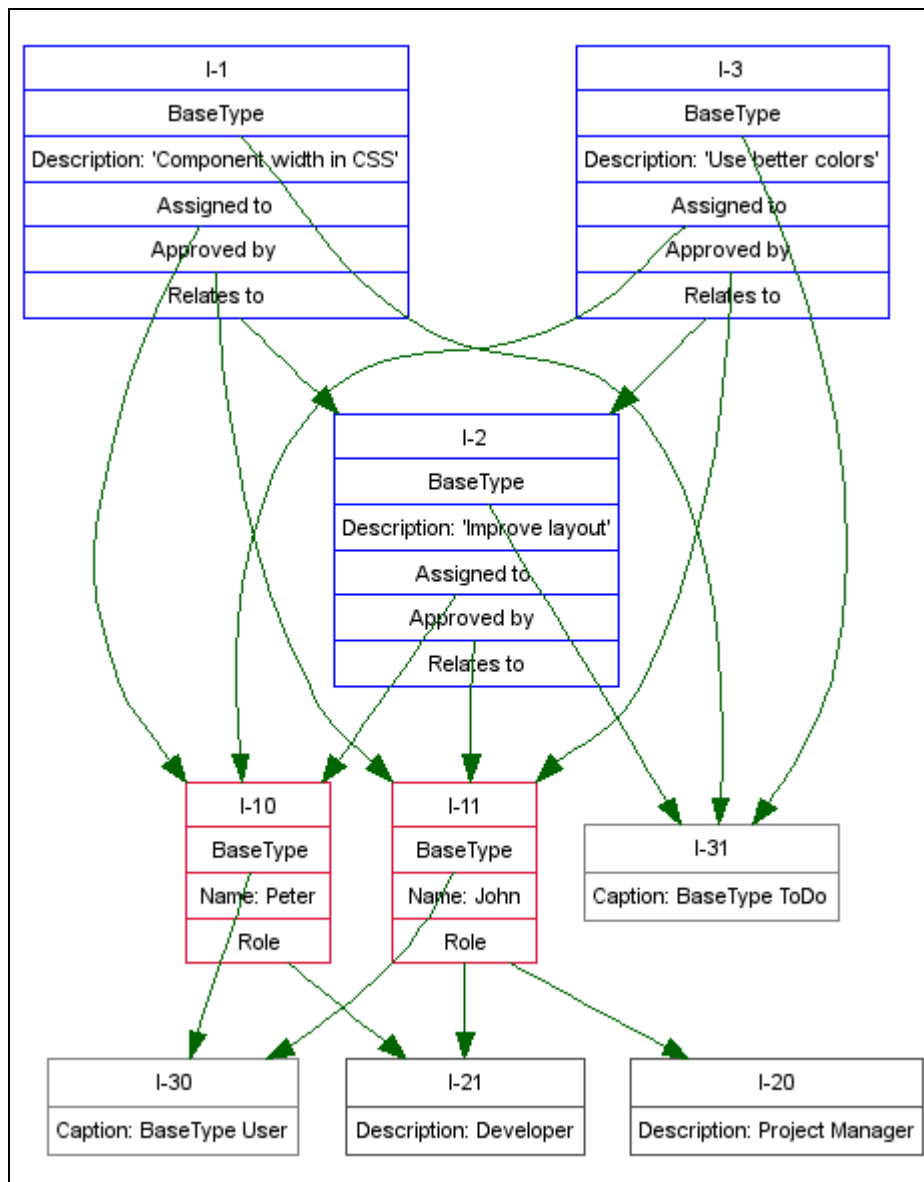 I-1
BaseType
Description: 'Component width in CSS'
Assigned to
Approved by
Relates to
I-3
BaseType
Description: 'Use better colors'
Assigned to
Approved by
Relates to
I-2
BaseType
Description: 'Improve layout'
Assigned to
Approved by
Relates to
I-10
BaseType
Name: Peter
Role
I-11
BaseType
Name: John
Role
I-31
Caption: BaseType ToDo
I-30
Caption: BaseType User
I-21
Description: Developer
I-20
Description: Project Manager